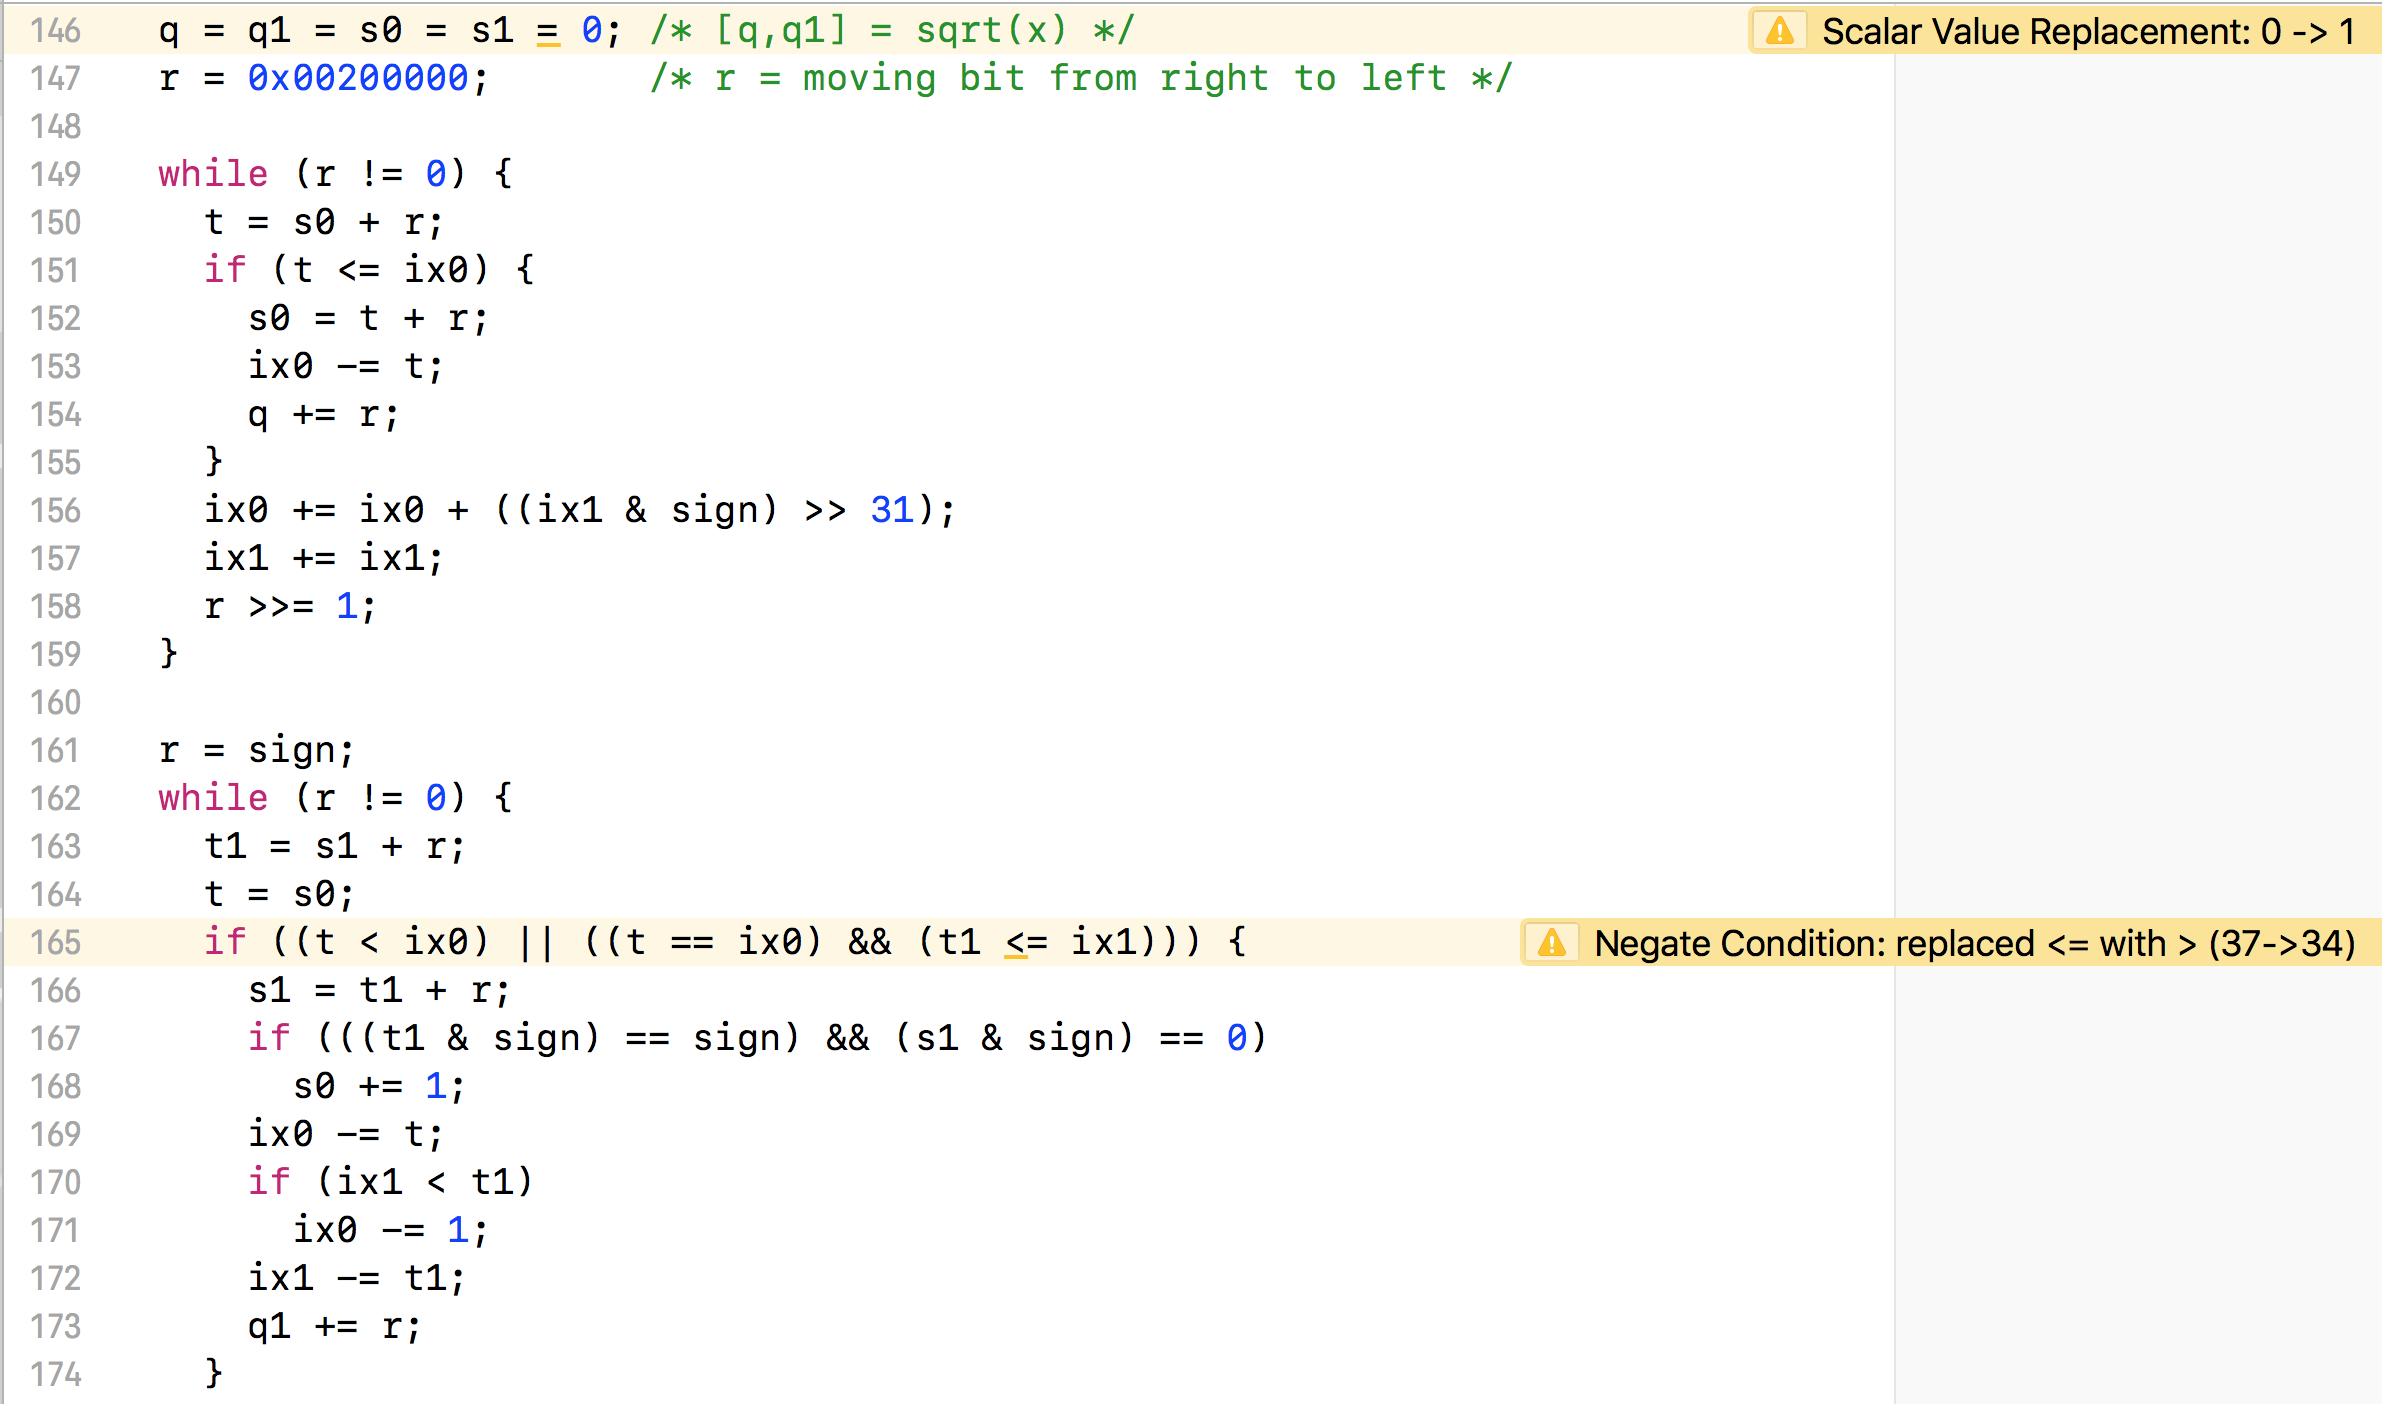 146 q = q1 = s0 = s1 = 0; /* [q,q1] = sqrt(x) */ Scalar Value Replacement: 0 -> 1
147 r = 0x00200000; /* r = moving bit from right to left */
148
149 while (r != 0) {
150 t = s0 + r;
151 if (t <= ix0) {
152 s0 = t + r;
153 ix0 -= t;
154 q += r;
155 }
156 ix0 += ix0 + ((ix1 & sign) >> 31);
157 ix1 += ix1;
158 r >>= 1;
159 }
160
161 r = sign;
162 while (r != 0) {
163 t1 = s1 + r;
164 t = s0;
165 if ((t < ix0) || ((t == ix0) && (t1 <= ix1))) { Negate Condition: replaced <= with > (37->34)
166 s1 = t1 + r;
167 if (((t1 & sign) == sign) && (s1 & sign) == 0)
168 s0 += 1;
169 ix0 -= t;
170 if (ix1 < t1)
171 ix0 -= 1;
172 ix1 -= t1;
173 q1 += r;
174 }